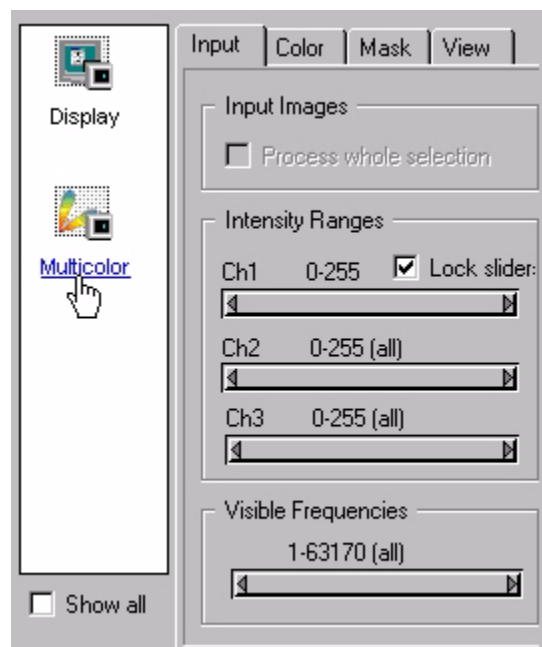 Display
Multicolor
Show all
Input Color Mask View
Input Images
Process whole selection
Intensity Ranges
Ch1 0-255 Lock slider:
Ch2 0-255 (all)
Ch3 0-255 (all)
Visible Frequencies
1-63170 (all)